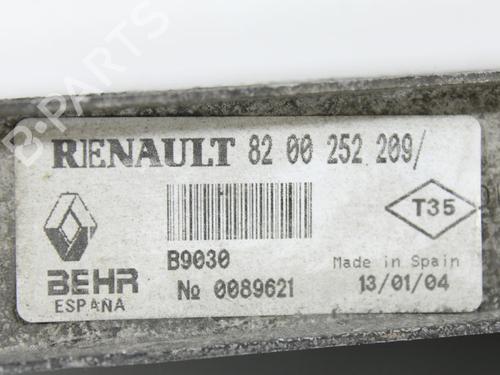 B-PARTS
RENAULT 82 00 252 209/
T35
BEHR
ESPAÑA
B9030
№ 0089621
Made in Spain
13/01/04